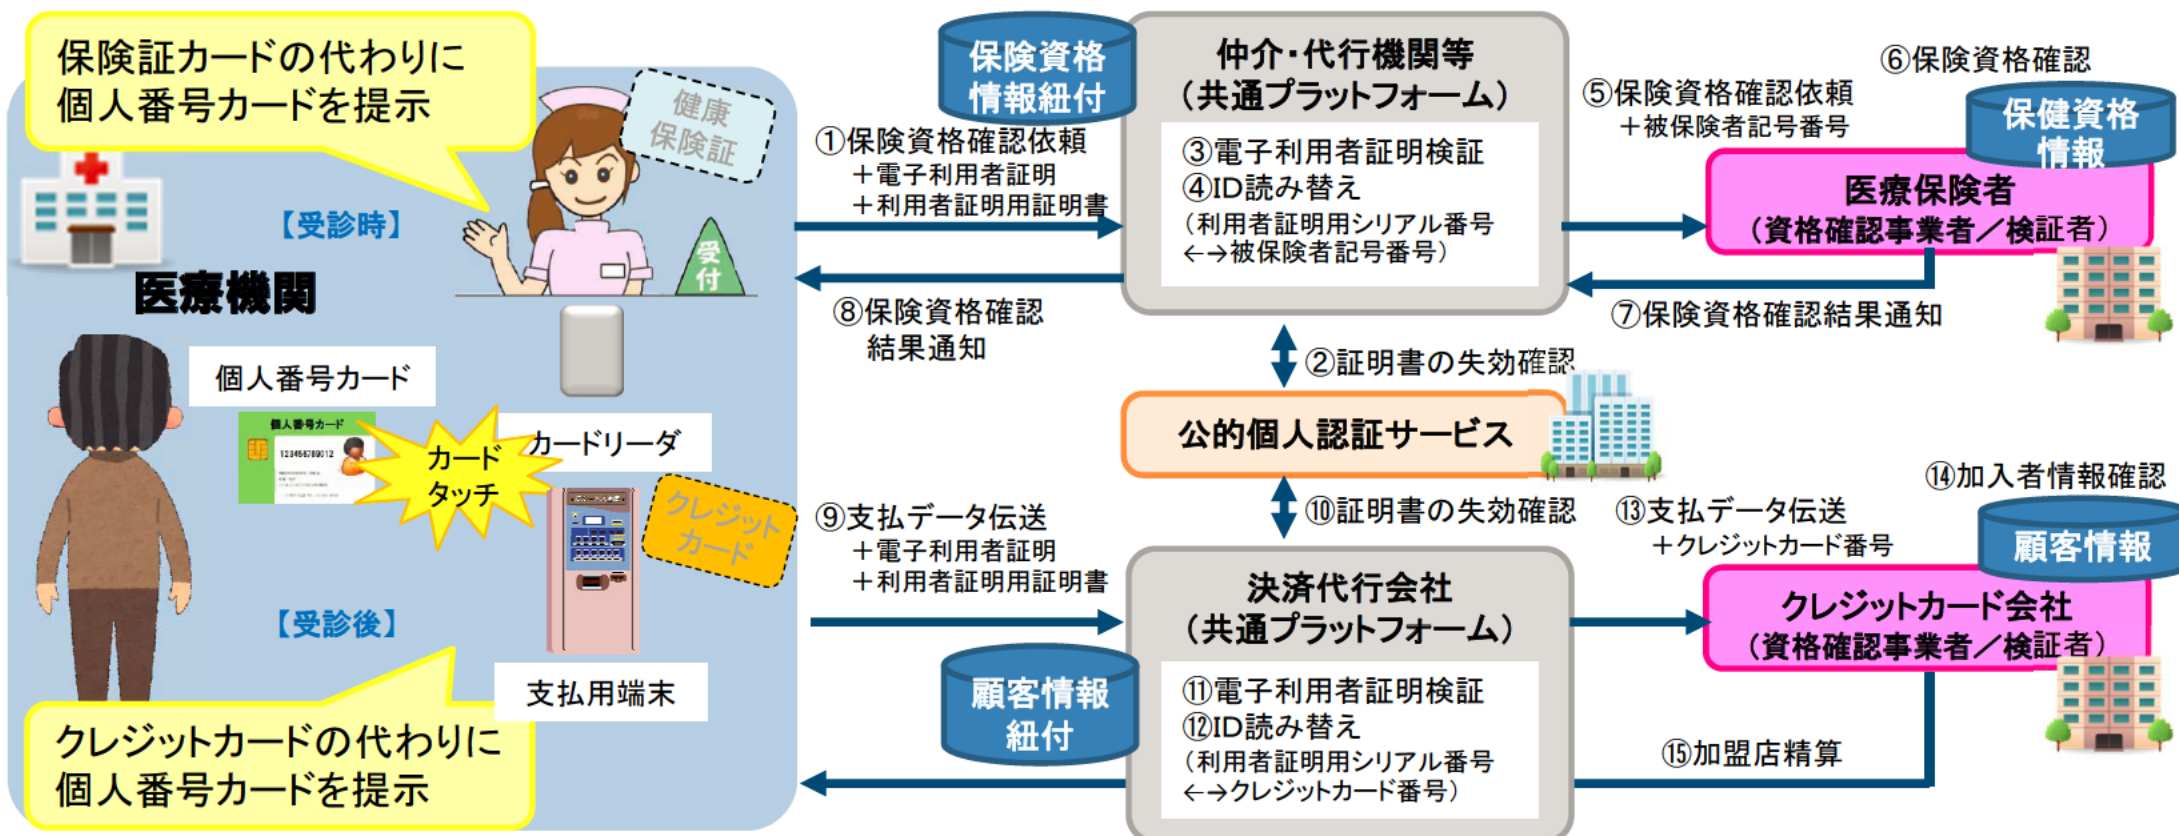 保険証カードの代わりに
個人番号カードを提示
健康
保険証
【受診時】
受
付
医療機関
個人番号カード
個人番号カード
123456789012
カード
タッチ
カードリーダ
クレジット
カード
【受診後】
支払用端末
クレジットカードの代わりに
個人番号カードを提示
①保険資格確認依頼
+電子利用者証明
+利用者証明用証明書
⑧保険資格確認
結果通知
保険資格
情報紐付
仲介・代行機関等
(共通プラットフォーム)
③電子利用者証明検証
④ID読み替え
(利用者証明用シリアル番号
←→被保険者記号番号)
⑤保険資格確認依頼
+被保険者記号番号
⑥保険資格確認
保健資格
情報
医療保険者
(資格確認事業者/検証者)
⑦保険資格確認結果通知
②証明書の失効確認
公的個人認証サービス
⑩証明書の失効確認
⑨支払データ伝送
+電子利用者証明
+利用者証明用証明書
顧客情報
紐付
決済代行会社
(共通プラットフォーム)
⑪電子利用者証明検証
⑫ID読み替え
(利用者証明用シリアル番号
←→クレジットカード番号)
⑬支払データ伝送
+クレジットカード番号
⑭加入者情報確認
顧客情報
クレジットカード会社
(資格確認事業者/検証者)
⑮加盟店精算